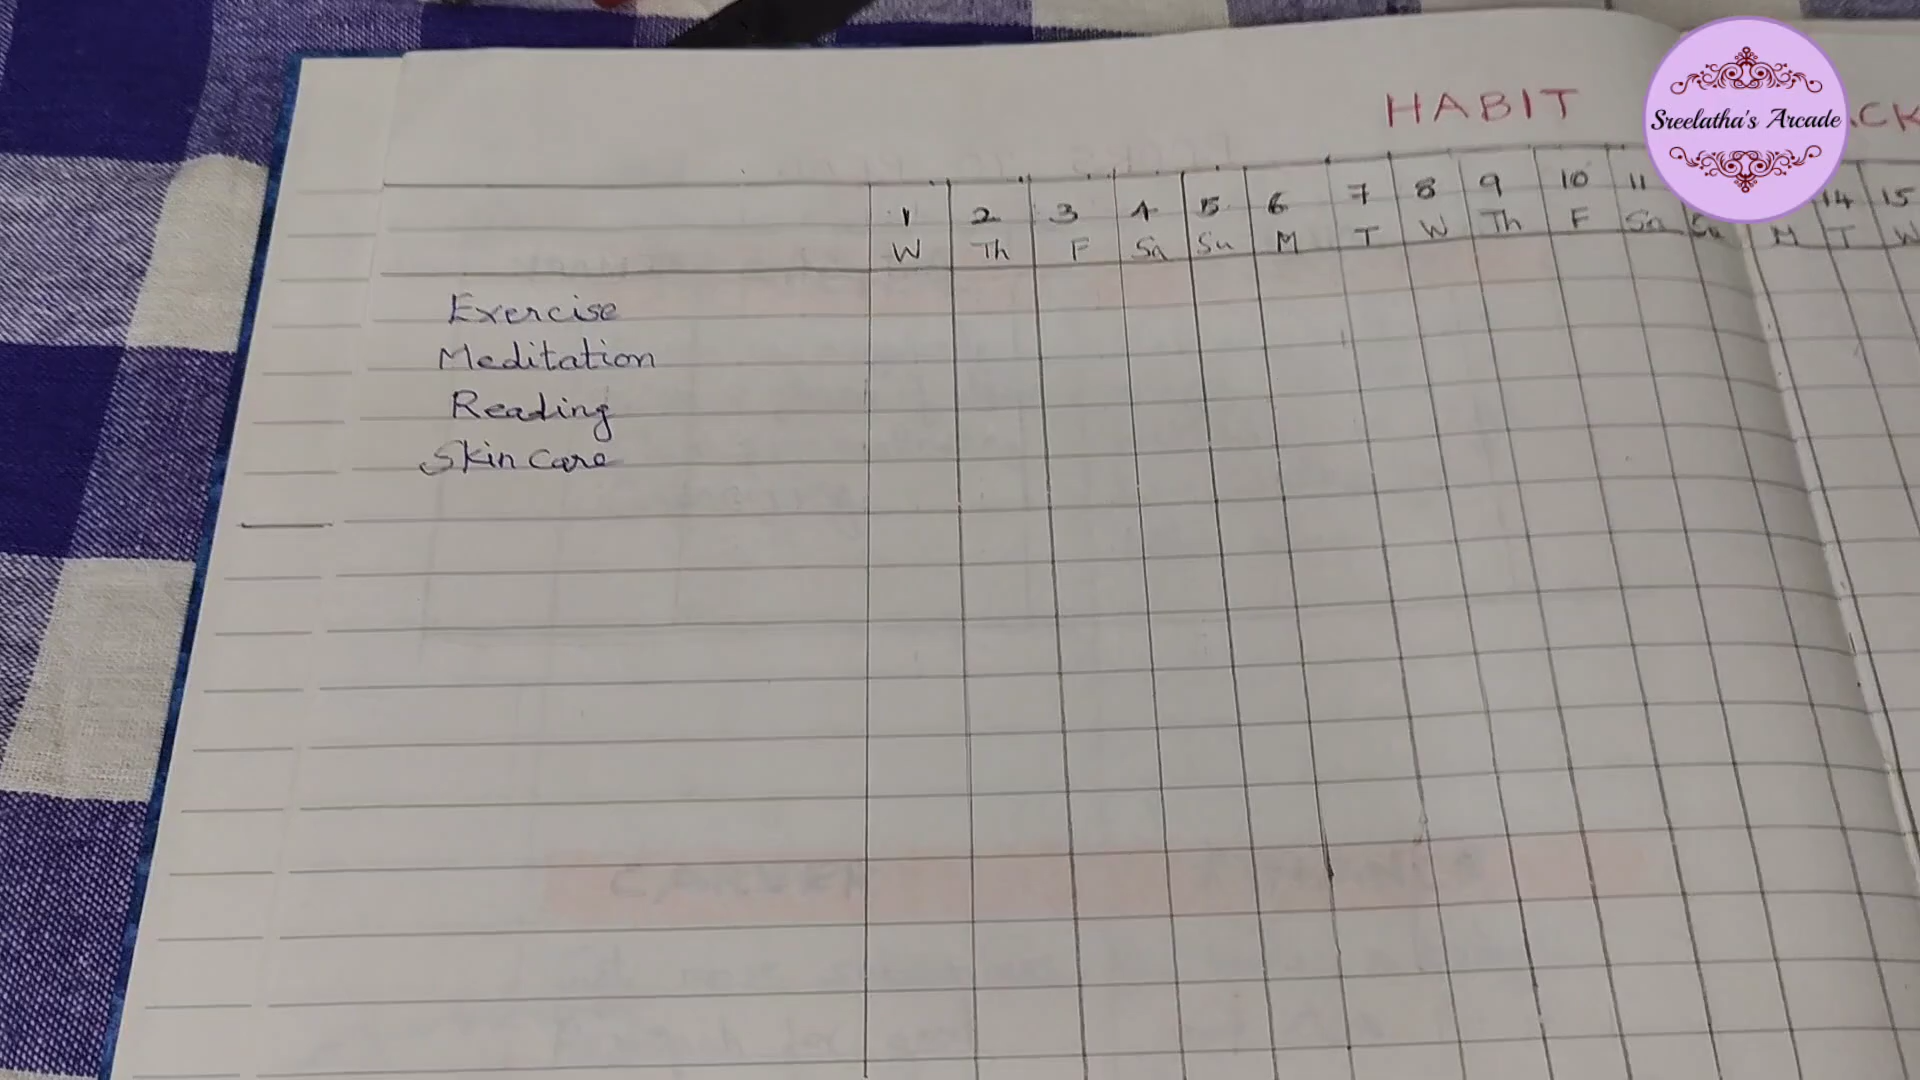 HABIT
Sreelatha's Arcade
1 2 3 4 5 6 7 8 9 10 11 14 15
W Th F Sa Su M T W Th F Sa Su M T W
Exercise
Meditation
Reading
Skin Care